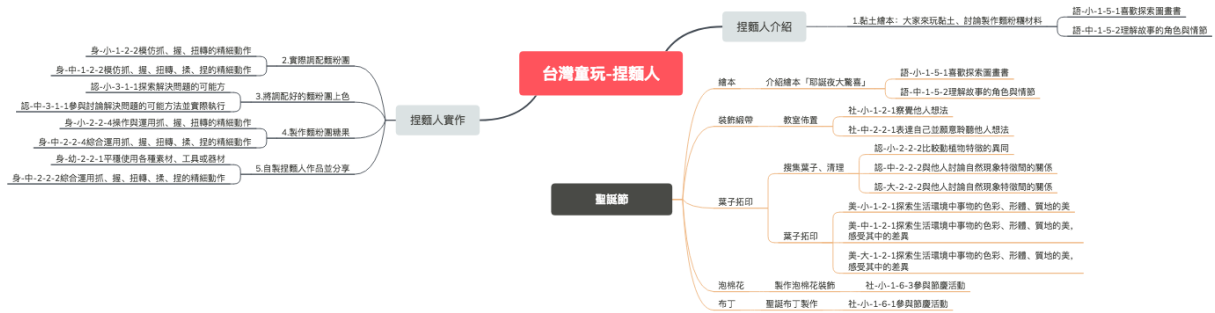 台灣童玩-捏麵人
捏麵人介紹
1.黏土繪本：大家來玩黏土、討論製作麵粉糰材料
語-小-1-5-1喜歡探索圖畫書
語-中-1-5-2理解故事的角色與情節
捏麵人實作
2.實際調配麵粉團
身-小-1-2-2模仿抓、握、扭轉的精細動作
身-中-1-2-2模仿抓、握、扭轉、揉、捏的精細動作
3.將調配好的麵粉團上色
認-小-3-1-1探索解決問題的可能方
認-中-3-1-1參與討論解決問題的可能方法並實際執行
4.製作麵粉團糖果
身-小-2-2-4操作與運用抓、握、扭轉的精細動作
身-中-2-2-4綜合運用抓、握、扭轉、揉、捏的精細動作
5.自製捏麵人作品並分享
身-幼-2-2-1平穩使用各種素材、工具或器材
身-中-2-2-2綜合運用抓、握、扭轉、揉、捏的精細動作
聖誕節
繪本
介紹繪本「耶誕夜大驚喜」
語-小-1-5-1喜歡探索圖畫書
語-中-1-5-2理解故事的角色與情節
裝飾緞帶
教室佈置
社-小-1-2-1察覺他人想法
社-中-2-2-1表達自己並願意聆聽他人想法
葉子拓印
搜集葉子、清理
認-小-2-2-2比較動植物特徵的異同
認-中-2-2-2與他人討論自然現象特徵間的關係
認-大-2-2-2與他人討論自然現象特徵間的關係
葉子拓印
美-小-1-2-1探索生活環境中事物的色彩、形體、質地的美
美-中-1-2-1探索生活環境中事物的色彩、形體、質地的美，
感受其中的差異
美-大-1-2-1探索生活環境中事物的色彩、形體、質地的美，
感受其中的差異
泡棉花
製作泡棉花裝飾
社-小-1-6-3參與節慶活動
布丁
聖誕布丁製作
社-小-1-6-1參與節慶活動